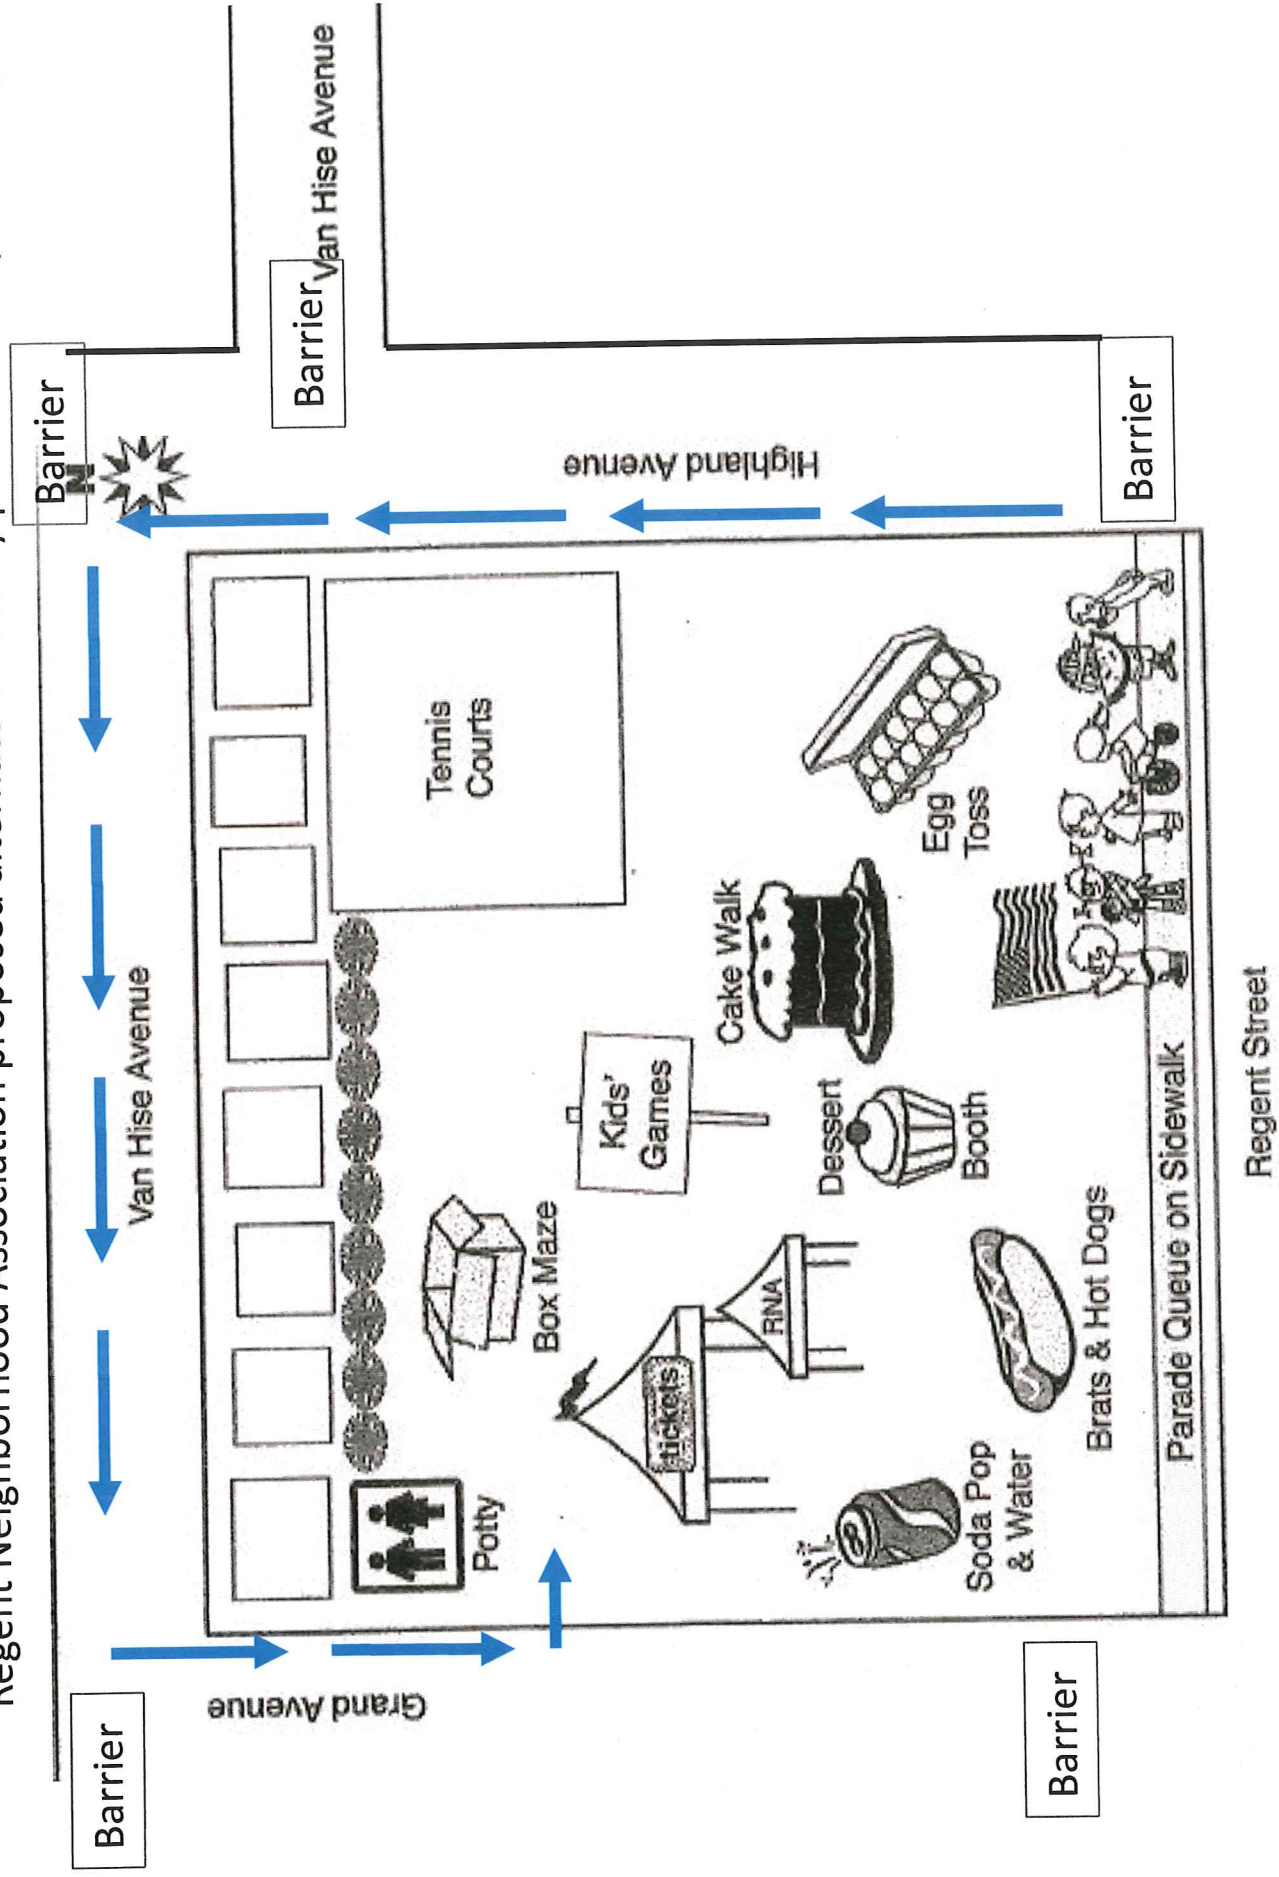 Regent Neighborhood Association proposed
Barrier
Barrier
N
Van Hise Avenue
Barrier
Van Hise Avenue
Grand Avenue
Highland Avenue
Tennis
Courts
Potty
Box Maze
Kids'
Games
tickets
RNA
Cake Walk
Dessert
Booth
Egg
Toss
Soda Pop
& Water
Brats & Hot Dogs
Barrier
Barrier
Parade Queue on Sidewalk
Regent Street